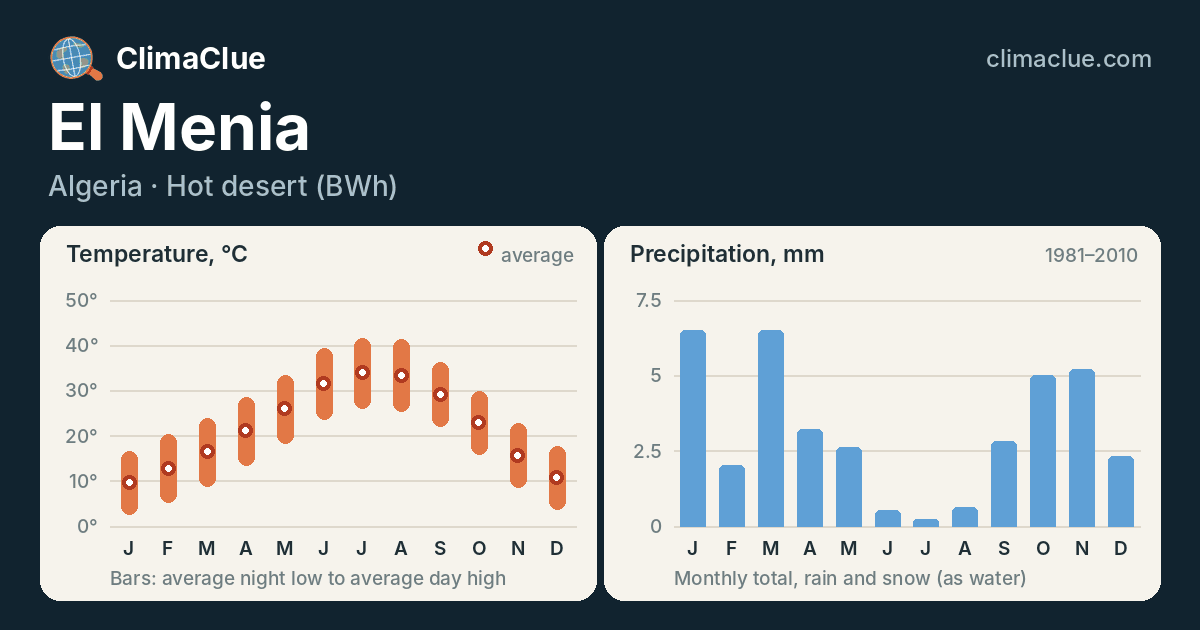 ClimaClue
climaclue.com
El Menia
Algeria · Hot desert (BWh)
Temperature, °C
average
50°
40°
30°
20°
10°
0°
J F M A M J J A S O N D
Bars: average night low to average day high
Precipitation, mm
1981–2010
7.5
5
2.5
0
J F M A M J J A S O N D
Monthly total, rain and snow (as water)